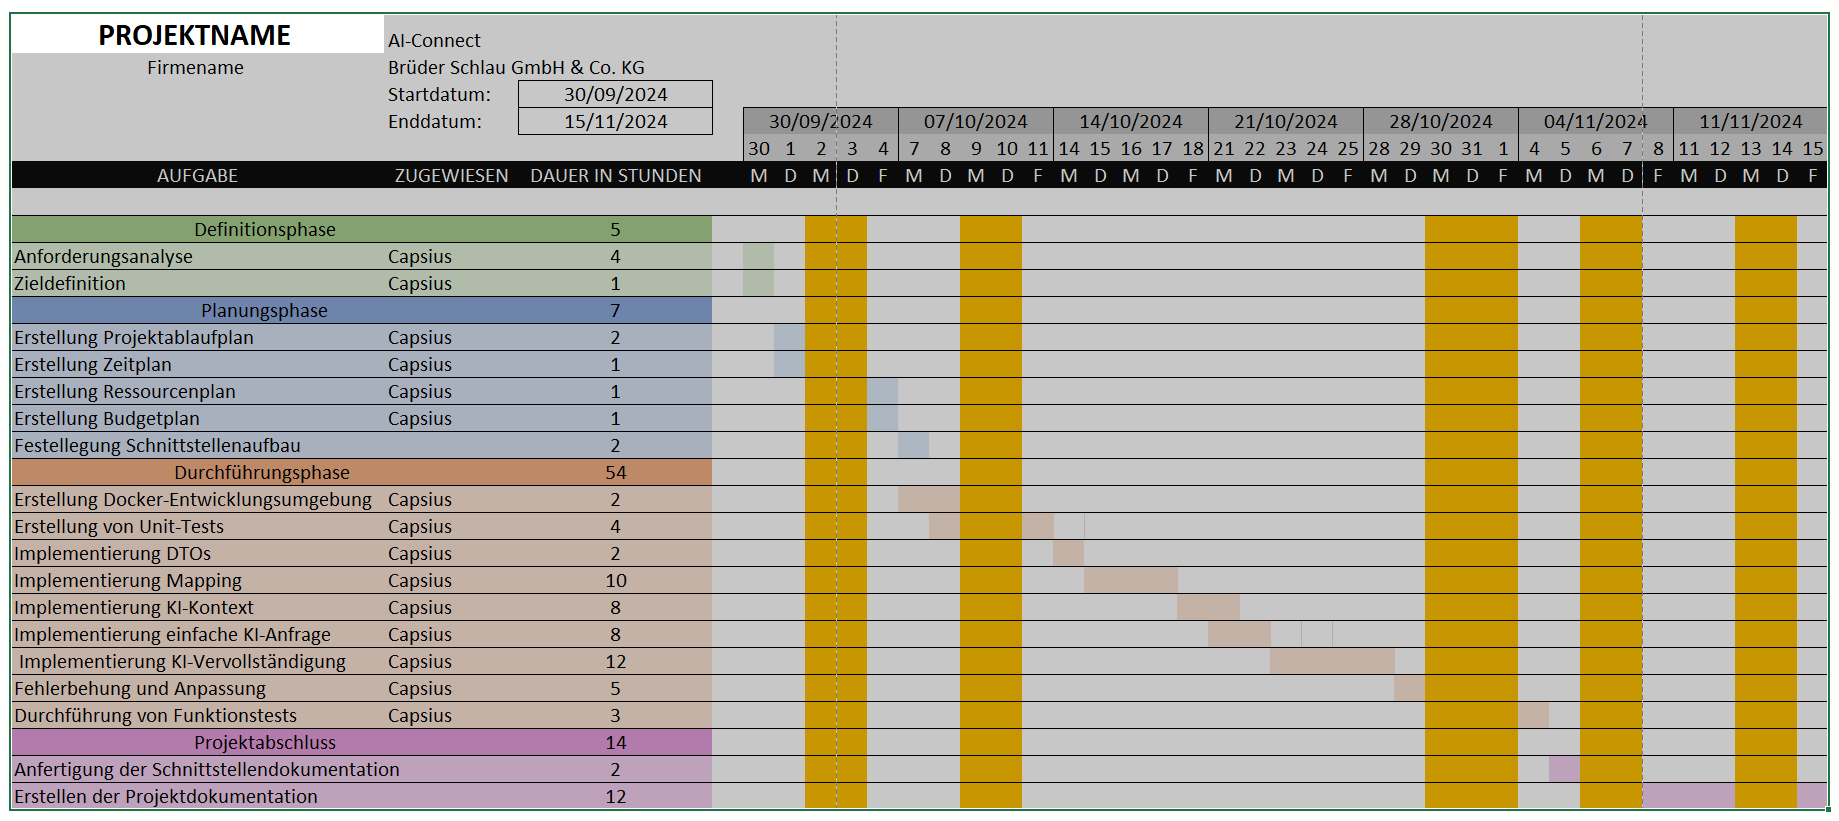 PROJEKTNAME AI-Connect
Firmename Brüder Schlau GmbH & Co. KG
Startdatum: 30/09/2024
Enddatum: 15/11/2024 30/09/2024 07/10/2024 14/10/2024 21/10/2024 28/10/2024 04/11/2024 11/11/2024
30 1 2 3 4 7 8 9 10 11 14 15 16 17 18 21 22 23 24 25 28 29 30 31 1 4 5 6 7 8 11 12 13 14 15
AUFGABE ZUGEWIESEN DAUER IN STUNDEN M D M D F M D M D F M D M D F M D M D F M D M D F M D M D F M D M D F
Definitionsphase 5
Anforderungsanalyse Capsius 4
Zieldefinition Capsius 1
Planungsphase 7
Erstellung Projektablaufplan Capsius 2
Erstellung Zeitplan Capsius 1
Erstellung Ressourcenplan Capsius 1
Erstellung Budgetplan Capsius 1
Festellegung Schnittstellenaufbau 2
Durchführungsphase 54
Erstellung Docker-Entwicklungsumgebung Capsius 2
Erstellung von Unit-Tests Capsius 4
Implementierung DTOs Capsius 2
Implementierung Mapping Capsius 10
Implementierung KI-Kontext Capsius 8
Implementierung einfache KI-Anfrage Capsius 8
Implementierung KI-Vervollständigung Capsius 12
Fehlerbehung und Anpassung Capsius 5
Durchführung von Funktionstests Capsius 3
Projektabschluss 14
Anfertigung der Schnittstellendokumentation 2
Erstellen der Projektdokumentation 12